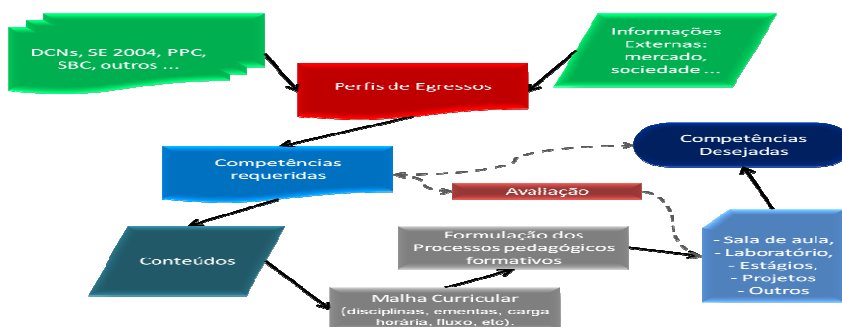 DCNs, SE 2004, PPC,
SBC, outros ...
Informações
Externas:
mercado,
sociedade ...
Perfis de Egressos
Competências
requeridas
Competências
Desejadas
Avaliação
Conteúdos
Formulação dos
Processos pedagógicos
formativos
- Sala de aula,
- Laboratório,
- Estágios,
- Projetos
- Outros
Malha Curricular
(disciplinas, ementas, carga
horária, fluxo, etc).